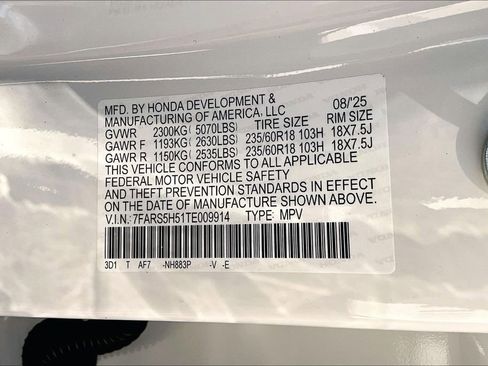 MFD. BY HONDA DEVELOPMENT &
MANUFACTURING OF AMERICA, LLC 08/25
GVWR 2300KG( 5070LBS) TIRE SIZE RIM SIZE
GAWR F 1193KG( 2630LBS) 235/60R18 103H 18X7.5J
GAWR R 1150KG( 2535LBS) 235/60R18 103H 18X7.5J
THIS VEHICLE CONFORMS TO ALL APPLICABLE
FEDERAL MOTOR VEHICLE SAFETY
AND THEFT PREVENTION STANDARDS IN EFFECT
ON THE DATE OF MANUFACTURE SHOWN ABOVE.
V.I.N.: 7FARS5H51TE009914 TYPE: MPV
3D1 T AF7 -NH883P -V -E